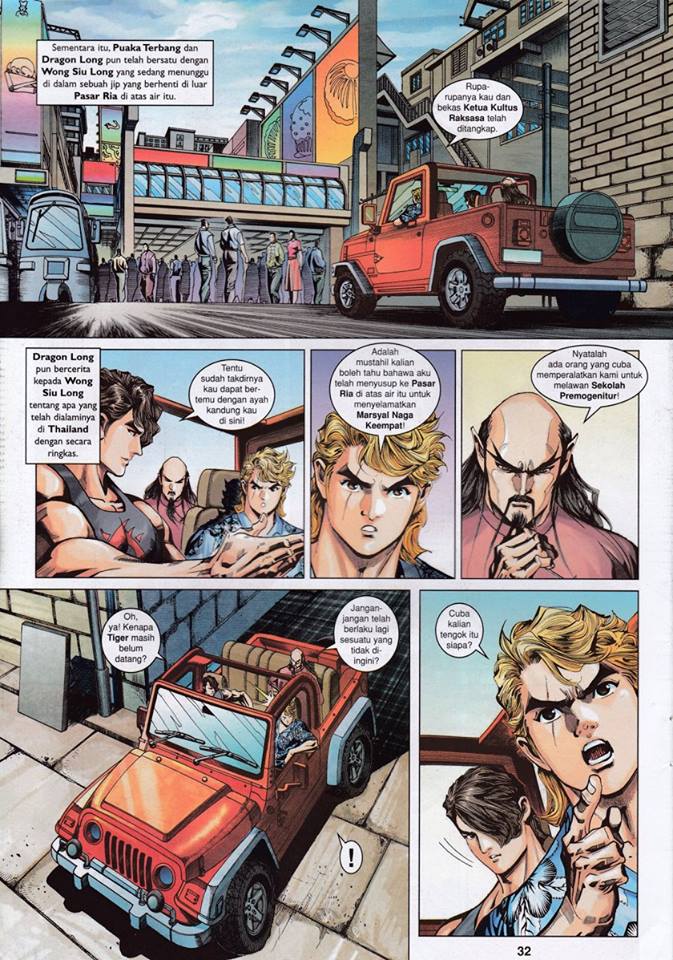 Sementara itu, Puaka Terbang dan
Dragon Long pun telah bersatu dengan
Wong Siu Long yang sedang menunggu
di dalam sebuah jip yang berhenti di luar
Pasar Ria di atas air itu.
Rupa-
rupanya kau dan
bekas Ketua Kultus
Raksasa telah
ditangkap.
Dragon Long
pun bercerita
kepada Wong
Siu Long
tentang apa yang
telah dialaminya
di Thailand
dengan secara
ringkas.
Tentu
sudah takdirnya
kau dapat ber-
temu dengan ayah
kandung kau
di sini!
Adalah
mustahil kalian
boleh tahu bahawa aku
telah menyusup ke Pasar
Ria di atas air itu untuk
menyelamatkan
Marsyal Naga
Keempat!
Nyatalah
ada orang yang cuba
memperalatkan kami untuk
melawan Sekolah
Premogenitur!
Oh,
ya! Kenapa
Tiger masih
belum
datang?
Jangan-
jangan telah
berlaku lagi
sesuatu yang
tidak di-
ingini?
!
Cuba
kalian
tengok itu
siapa?
32